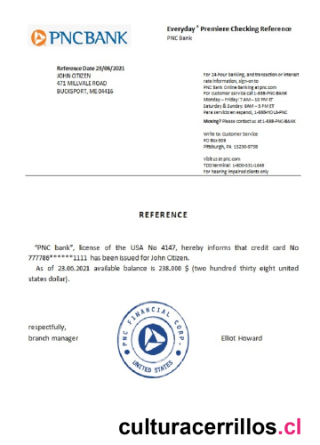 PNCBANK
Everyday° Premiere Checking Reference
PNC Bank
Reference Date 23/06/2021
JOHN CITIZEN
471 MILLVALE ROAD
BUCKSPORT, ME 04416
For 24-hour banking, and transaction or interest
rate information, sign-on to
PNC Bank Online Banking at pnc.com
For customer service call 1-888-PNC-BANK
Monday - Friday: 7 AM - 10 PM ET
Saturday & Sunday: 8AM - 5 PM ET
Para servicio en espanol, 1-866-HOLA-PNC
Moving? Please contact us at 1-888-PNC-BANK
Write to: Customer Service
PO Box 609
Pittsburgh, PA 15230-9738
Visit us at pnc.com
TDD terminal: 1-800-531-1648
For hearing impaired clients only
REFERENCE
"PNC bank", license of the USA No 4147, hereby informs that credit card No
777786******1111 has been issued for John Citizen.
As of 23.06.2021 available balance is 238,000 $ (two hundred thirty eight united
states dollar).
respectfully,
branch manager
PNC FINANCIAL CORP.
UNITED STATES
Elliot Howard
culturacerrillos.cl